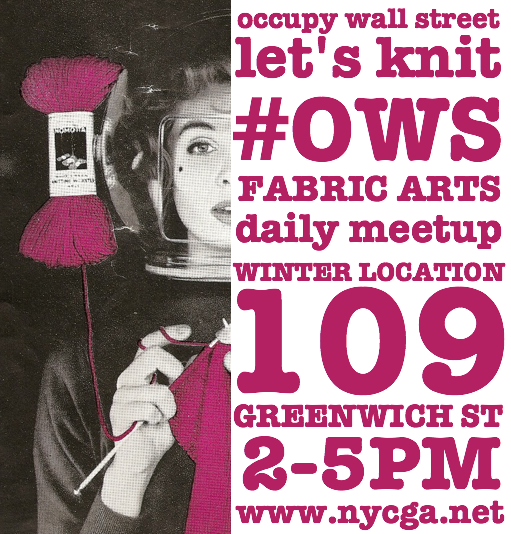 occupy wall street
let's knit
#OWS
FABRIC ARTS
daily meetup
WINTER LOCATION
109
GREENWICH ST
2-5PM
www.nycga.net